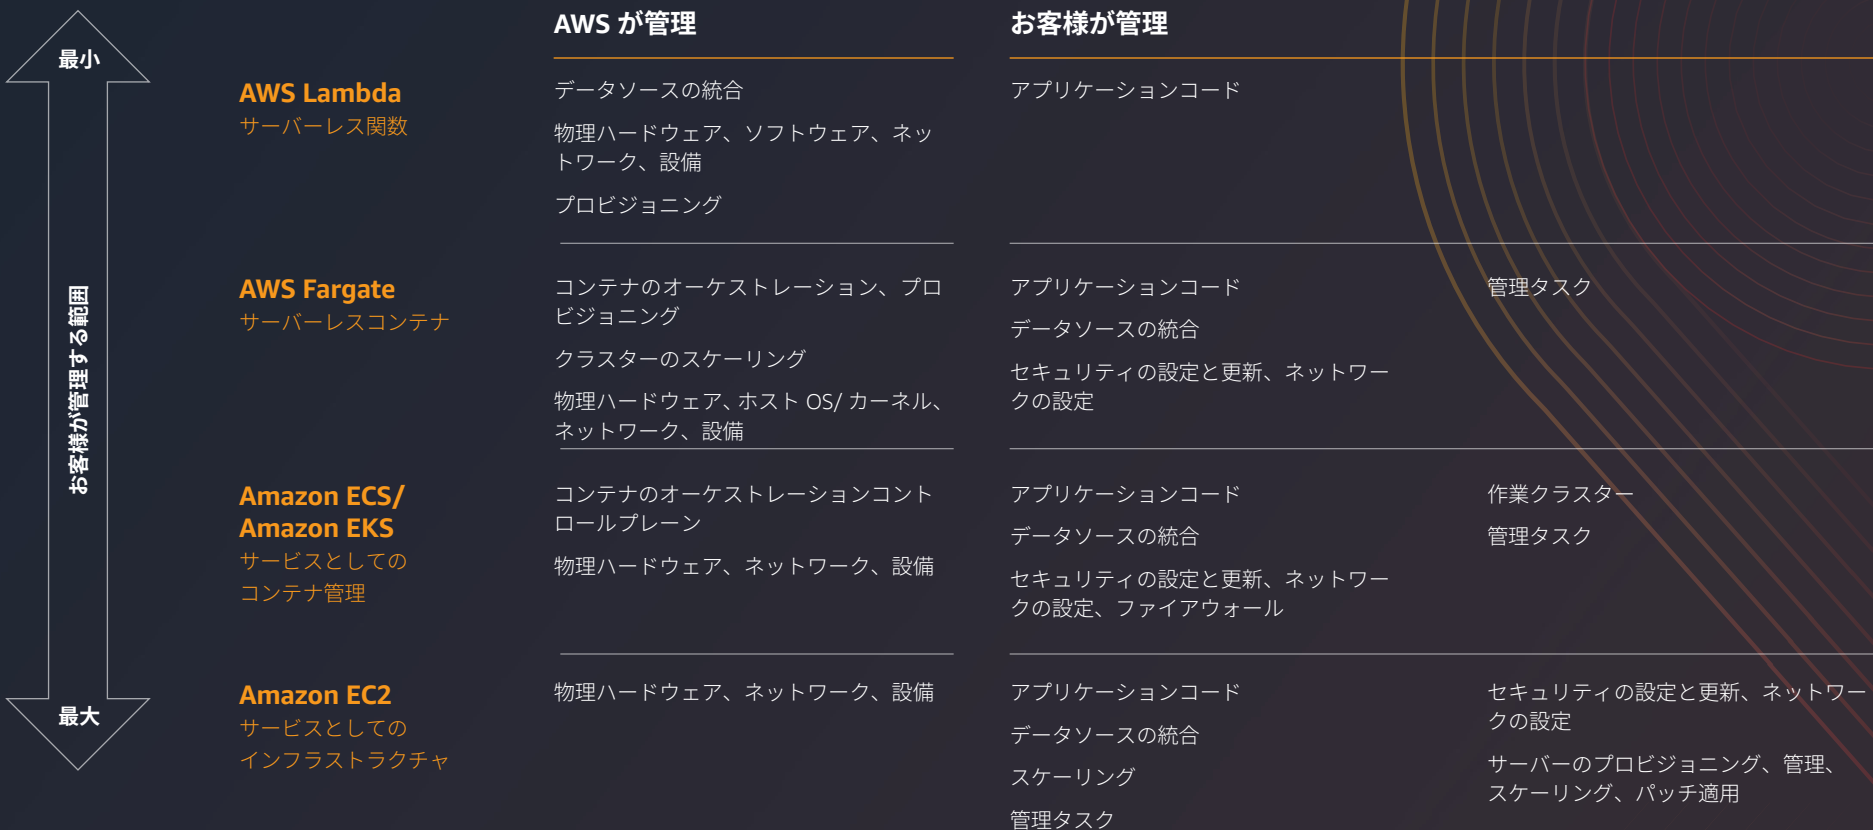 AWS が管理
お客様が管理
最小
お客様が管理する範囲
最大
AWS Lambda
サーバーレス関数
データソースの統合
物理ハードウェア、ソフトウェア、ネッ
トワーク、設備
プロビジョニング
アプリケーションコード
AWS Fargate
サーバーレスコンテナ
コンテナのオーケストレーション、プロ
ビジョニング
クラスターのスケーリング
物理ハードウェア、ホスト OS/ カーネル、
ネットワーク、設備
アプリケーションコード
データソースの統合
セキュリティの設定と更新、ネットワー
クの設定
管理タスク
Amazon ECS/
Amazon EKS
サービスとしての
コンテナ管理
コンテナのオーケストレーションコント
ロールプレーン
物理ハードウェア、ネットワーク、設備
アプリケーションコード
データソースの統合
セキュリティの設定と更新、ネットワー
クの設定、ファイアウォール
作業クラスター
管理タスク
Amazon EC2
サービスとしての
インフラストラクチャ
物理ハードウェア、ネットワーク、設備
アプリケーションコード
データソースの統合
スケーリング
管理タスク
セキュリティの設定と更新、ネットワー
クの設定
サーバーのプロビジョニング、管理、
スケーリング、パッチ適用